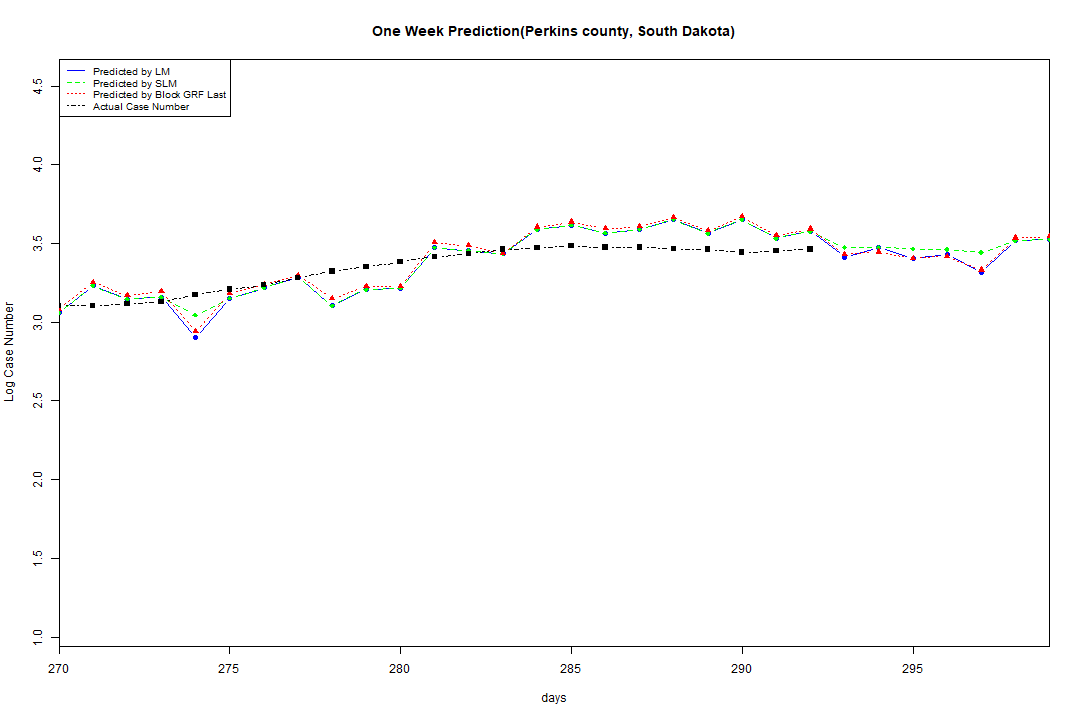 One Week Prediction(Perkins county, South Dakota)
Predicted by LM
Predicted by SLM
Predicted by Block GRF Last
Actual Case Number
4.5
4.0
3.5
3.0
2.5
2.0
1.5
1.0
Log Case Number
270 275 280 285 290 295
days